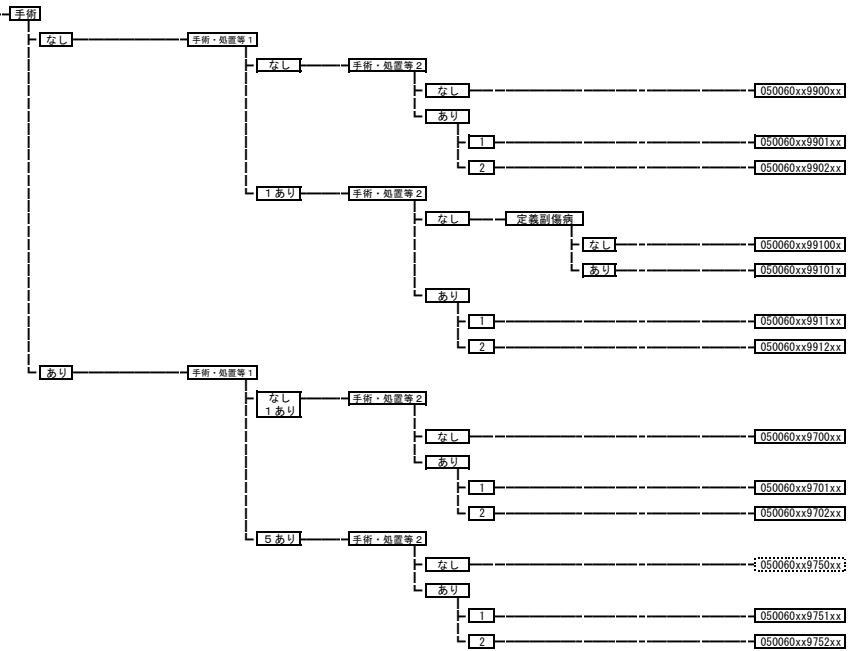 手術
なし 手術・処置等1
なし 手術・処置等2
なし 050060xx9900xx
あり
1 050060xx9901xx
2 050060xx9902xx
1あり 手術・処置等2
なし 定義副傷病
なし 050060xx99100x
あり 050060xx99101x
あり
1 050060xx9911xx
2 050060xx9912xx
あり 手術・処置等1
なし 手術・処置等2
1あり
なし 050060xx9700xx
あり
1 050060xx9701xx
2 050060xx9702xx
5あり 手術・処置等2
なし 050060xx9750xx
あり
1 050060xx9751xx
2 050060xx9752xx